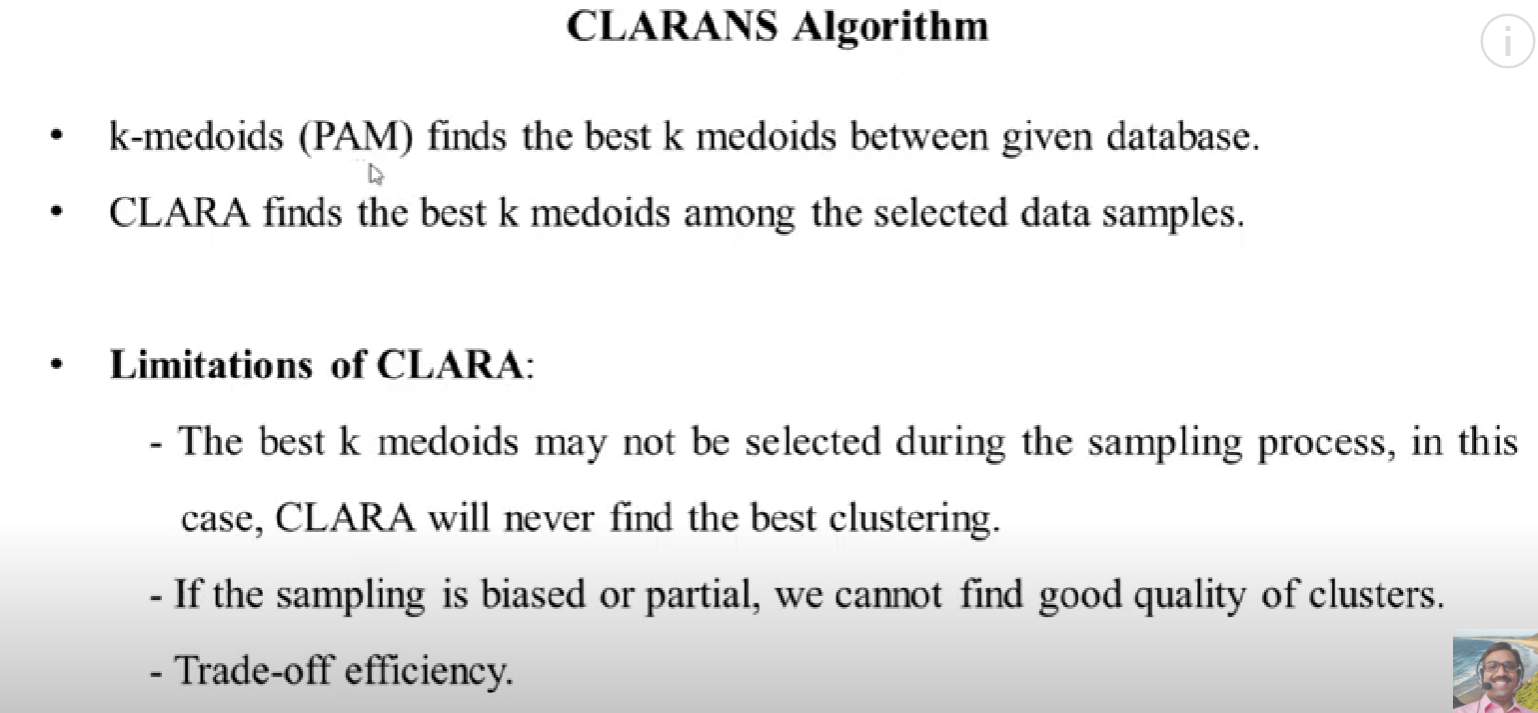 CLARANS Algorithm
i
• k-medoids (PAM) finds the best k medoids between given database.
• CLARA finds the best k medoids among the selected data samples.
• Limitations of CLARA:
- The best k medoids may not be selected during the sampling process, in this
case, CLARA will never find the best clustering.
- If the sampling is biased or partial, we cannot find good quality of clusters.
- Trade-off efficiency.